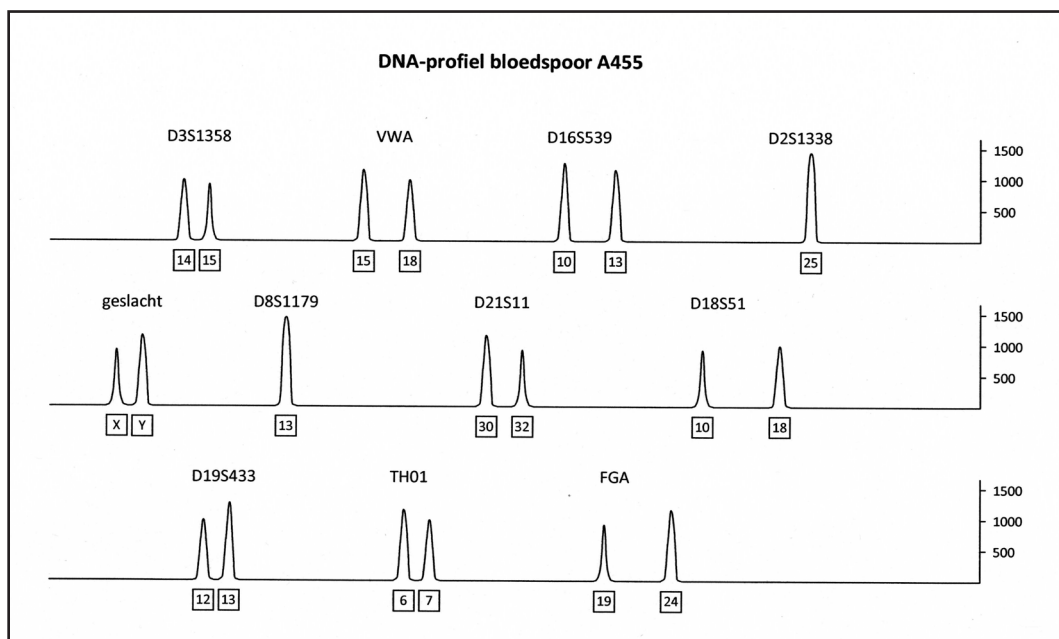 DNA-profiel bloedspoor A455
D3S1358 VWA D16S539 D2S1338
1500
1000
500
14 15 15 18 10 13 25
geslacht D8S1179 D21S11 D18S51
1500
1000
500
X Y 13 30 32 10 18
D19S433 TH01 FGA
1500
1000
500
12 13 6 7 19 24